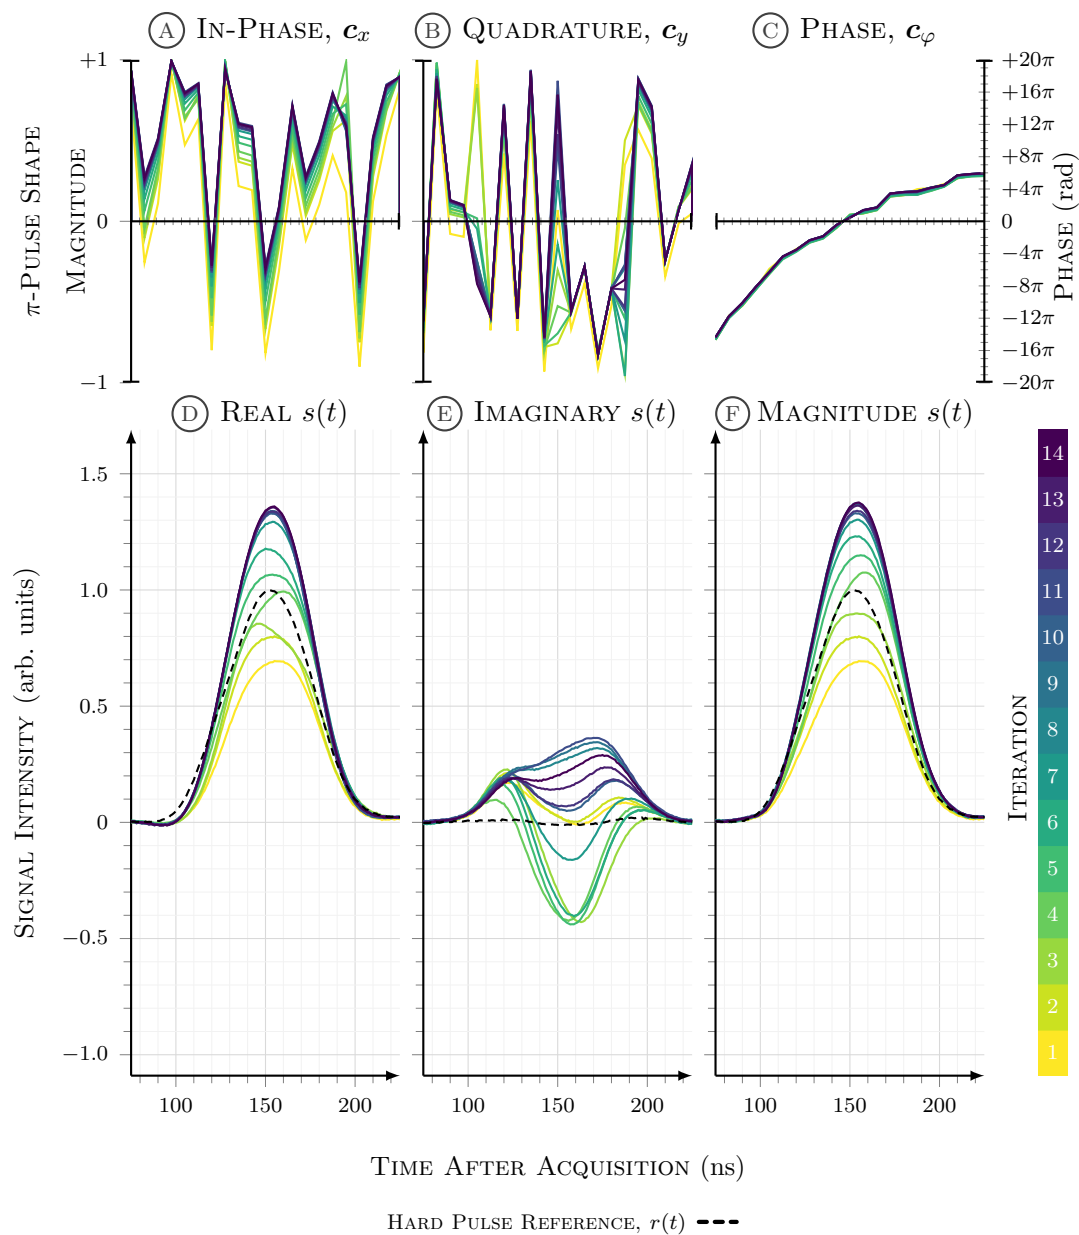 A In-Phase, cₓ
B Quadrature, c_y
C Phase, c_φ
+1
0
−1
π-Pulse Shape
Magnitude
+20π
+16π
+12π
+8π
+4π
0
−4π
−8π
−12π
−16π
−20π
Phase (rad)
D Real s(t)
E Imaginary s(t)
F Magnitude s(t)
1.5
1.0
0.5
0
−0.5
−1.0
Signal Intensity (arb. units)
100 150 200
100 150 200
100 150 200
Time After Acquisition (ns)
Iteration
14
13
12
11
10
9
8
7
6
5
4
3
2
1
Hard Pulse Reference, r(t)